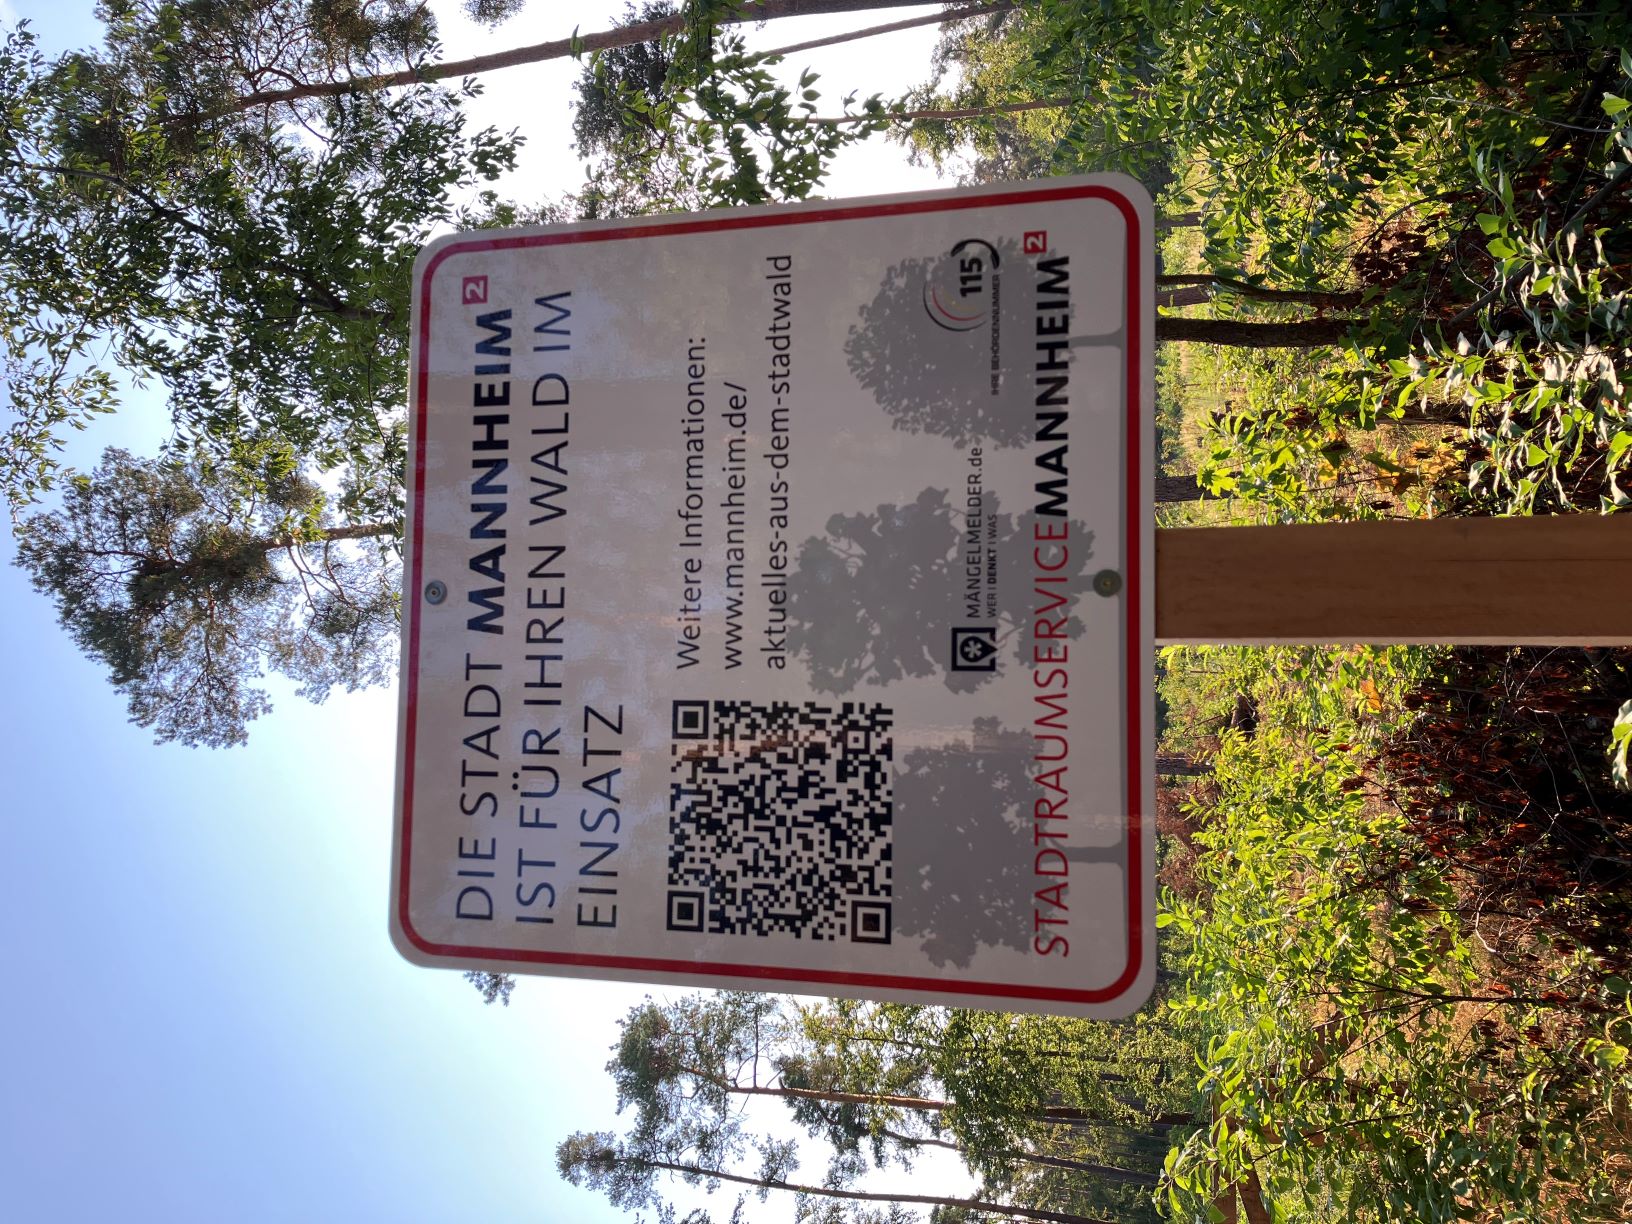 DIE STADT MANNHEIM²
IST FÜR IHREN WALD IM
EINSATZ
Weitere Informationen:
www.mannheim.de/
aktuelles-aus-dem-stadtwald
MÄNGELMELDER.de
WER I DENKT I WAS
115
IHRE BEHÖRDENNUMMER
STADTRAUMSERVICEMANNHEIM²